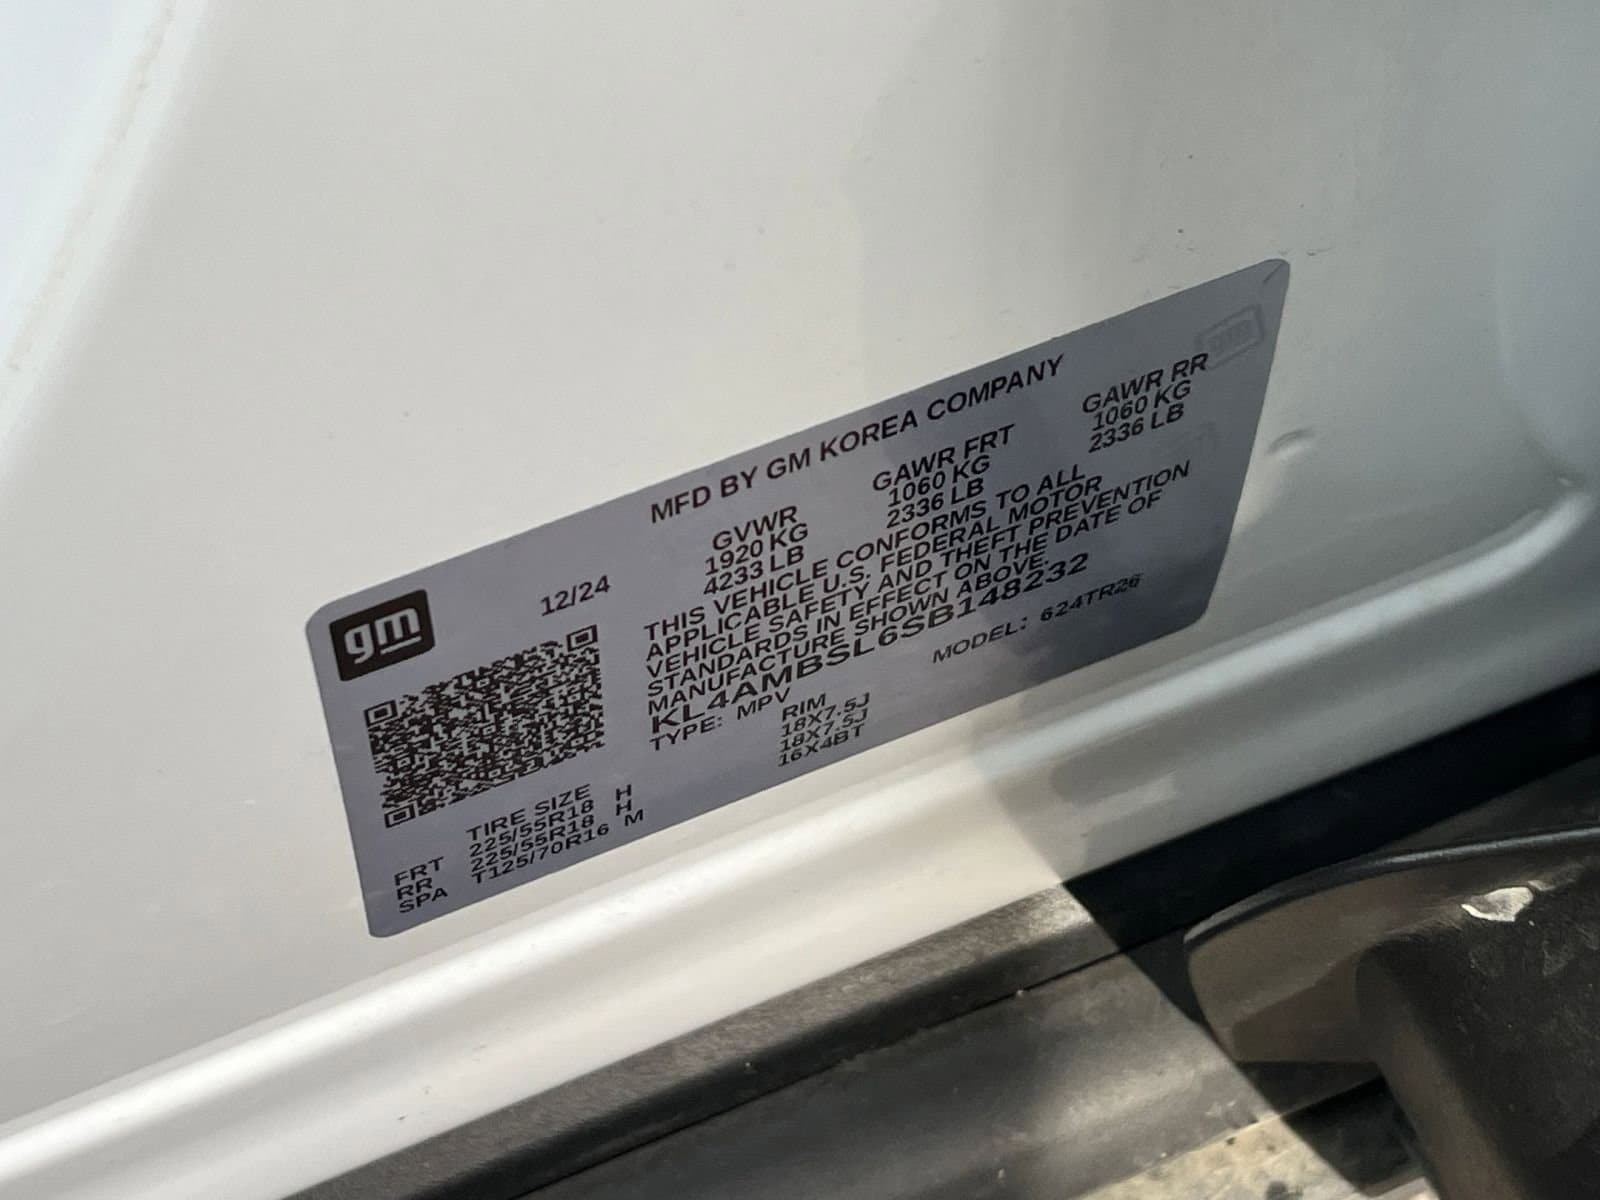 gm
12/24
MFD BY GM KOREA COMPANY
GVWR GAWR FRT GAWR RR
1920 KG 1060 KG 1060 KG
4233 LB 2336 LB 2336 LB
THIS VEHICLE CONFORMS TO ALL
APPLICABLE U.S. FEDERAL MOTOR
VEHICLE SAFETY AND THEFT PREVENTION
STANDARDS IN EFFECT ON THE DATE OF
MANUFACTURE SHOWN ABOVE.
KL4AMBSL6SB148232
TYPE: MPV MODEL: 624TR26
TIRE SIZE RIM
FRT 225/55R18 H 18X7.5J
RR 225/55R18 H 18X7.5J
SPA T125/70R16 M 16X4BT
gm